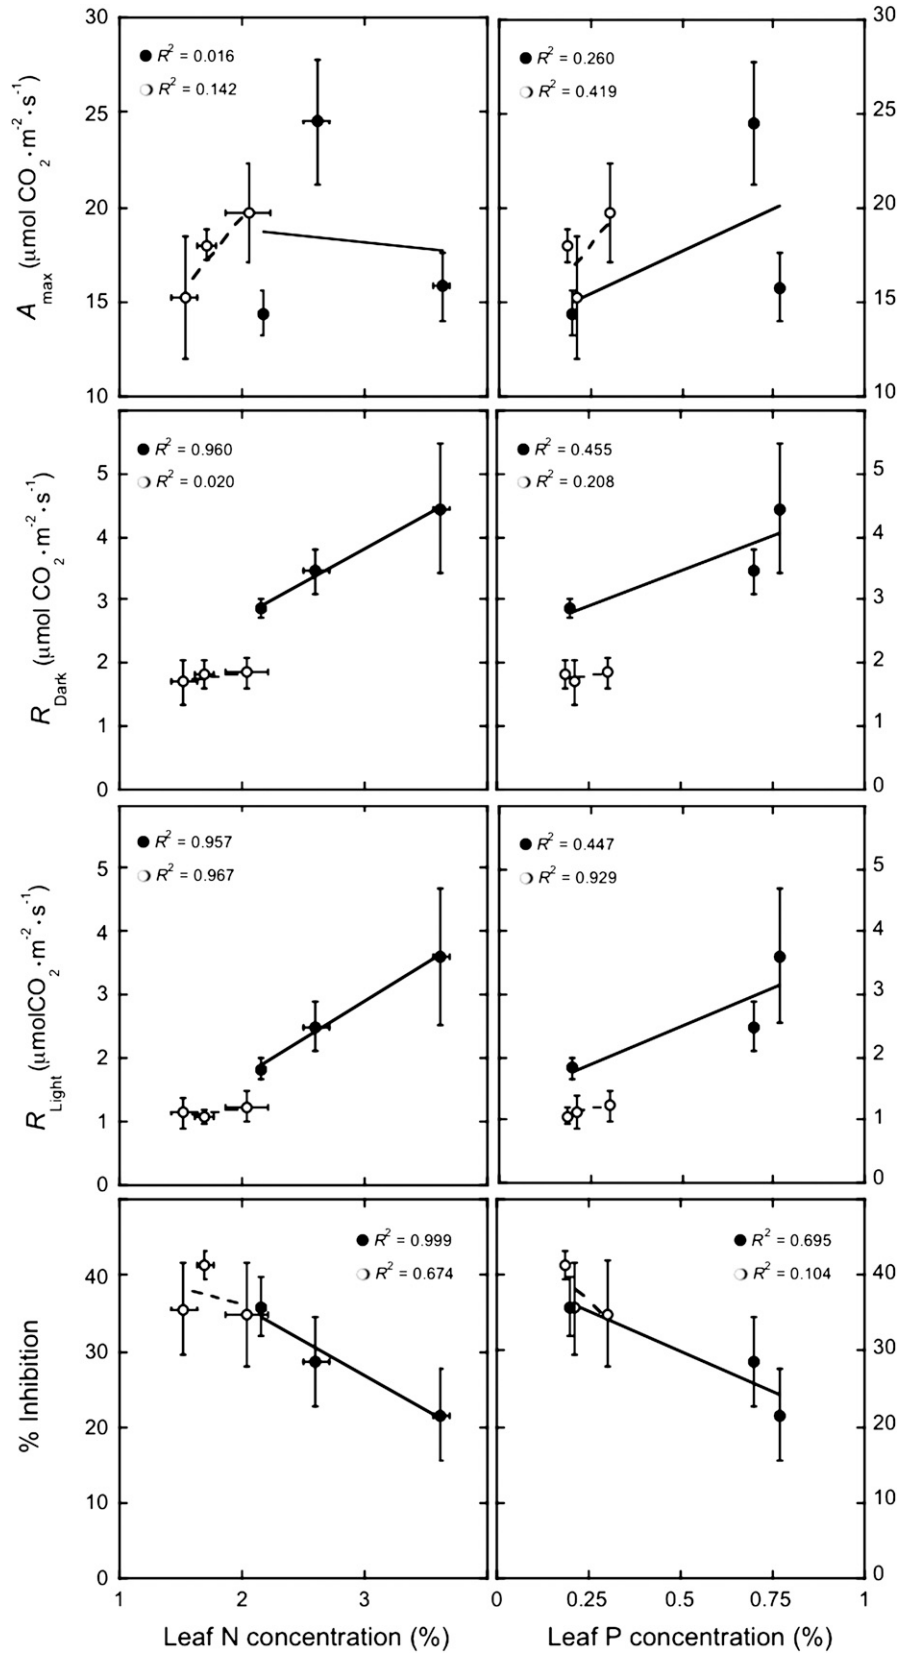 30
25
20
15
10
A max (μmol CO2·m-2·s-1)
R2 = 0.016
R2 = 0.142
R2 = 0.260
R2 = 0.419
30
25
20
15
10
5
4
3
2
1
0
R Dark (μmol CO2·m-2·s-1)
R2 = 0.960
R2 = 0.020
R2 = 0.455
R2 = 0.208
5
4
3
2
1
0
5
4
3
2
1
0
R Light (μmolCO2·m-2·s-1)
R2 = 0.957
R2 = 0.967
R2 = 0.447
R2 = 0.929
5
4
3
2
1
0
40
30
20
10
0
% Inhibition
R2 = 0.999
R2 = 0.674
R2 = 0.695
R2 = 0.104
40
30
20
10
0
1 2 3
0 0.25 0.5 0.75 1
Leaf N concentration (%)
Leaf P concentration (%)